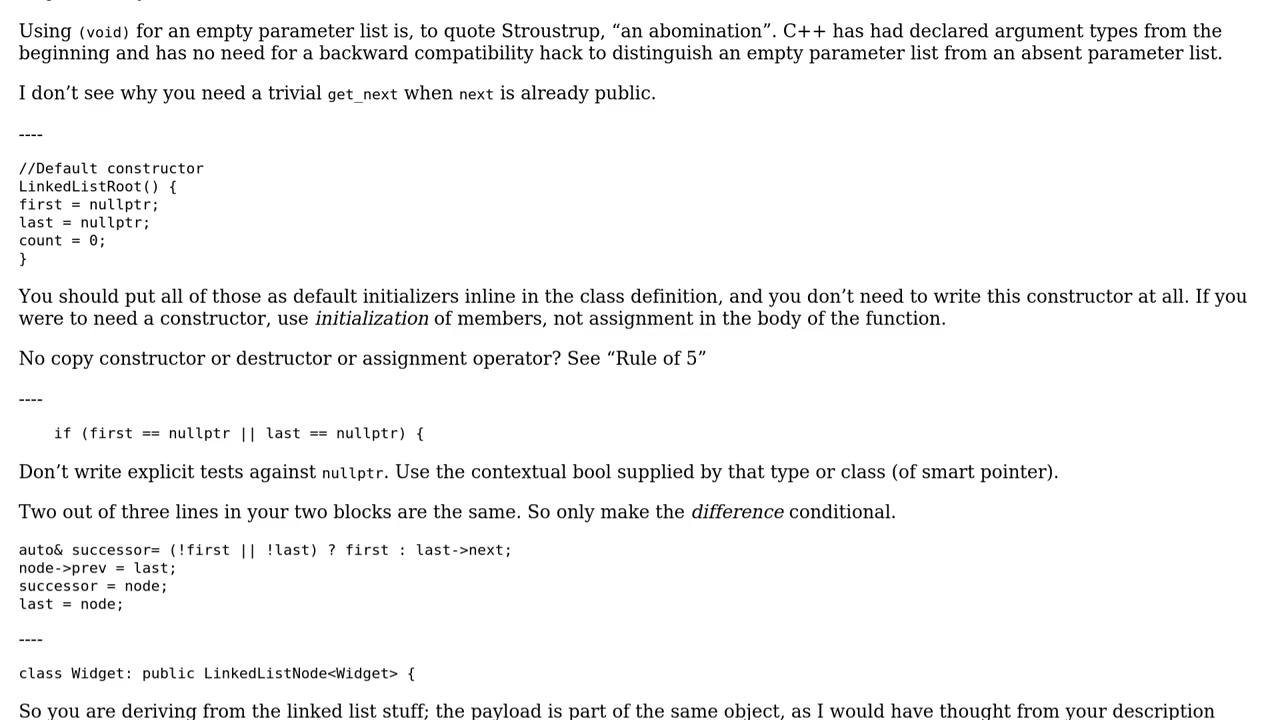 Using (void) for an empty parameter list is, to quote Stroustrup, “an abomination”. C++ has had declared argument types from the
beginning and has no need for a backward compatibility hack to distinguish an empty parameter list from an absent parameter list.
I don’t see why you need a trivial get_next when next is already public.
----
//Default constructor
LinkedListRoot() {
first = nullptr;
last = nullptr;
count = 0;
}
You should put all of those as default initializers inline in the class definition, and you don’t need to write this constructor at all. If you
were to need a constructor, use initialization of members, not assignment in the body of the function.
No copy constructor or destructor or assignment operator? See “Rule of 5”
----
    if (first == nullptr || last == nullptr) {
Don’t write explicit tests against nullptr. Use the contextual bool supplied by that type or class (of smart pointer).
Two out of three lines in your two blocks are the same. So only make the difference conditional.
auto& successor= (!first || !last) ? first : last->next;
node->prev = last;
successor = node;
last = node;
----
class Widget: public LinkedListNode<Widget> {
So you are deriving from the linked list stuff; the payload is part of the same object, as I would have thought from your description